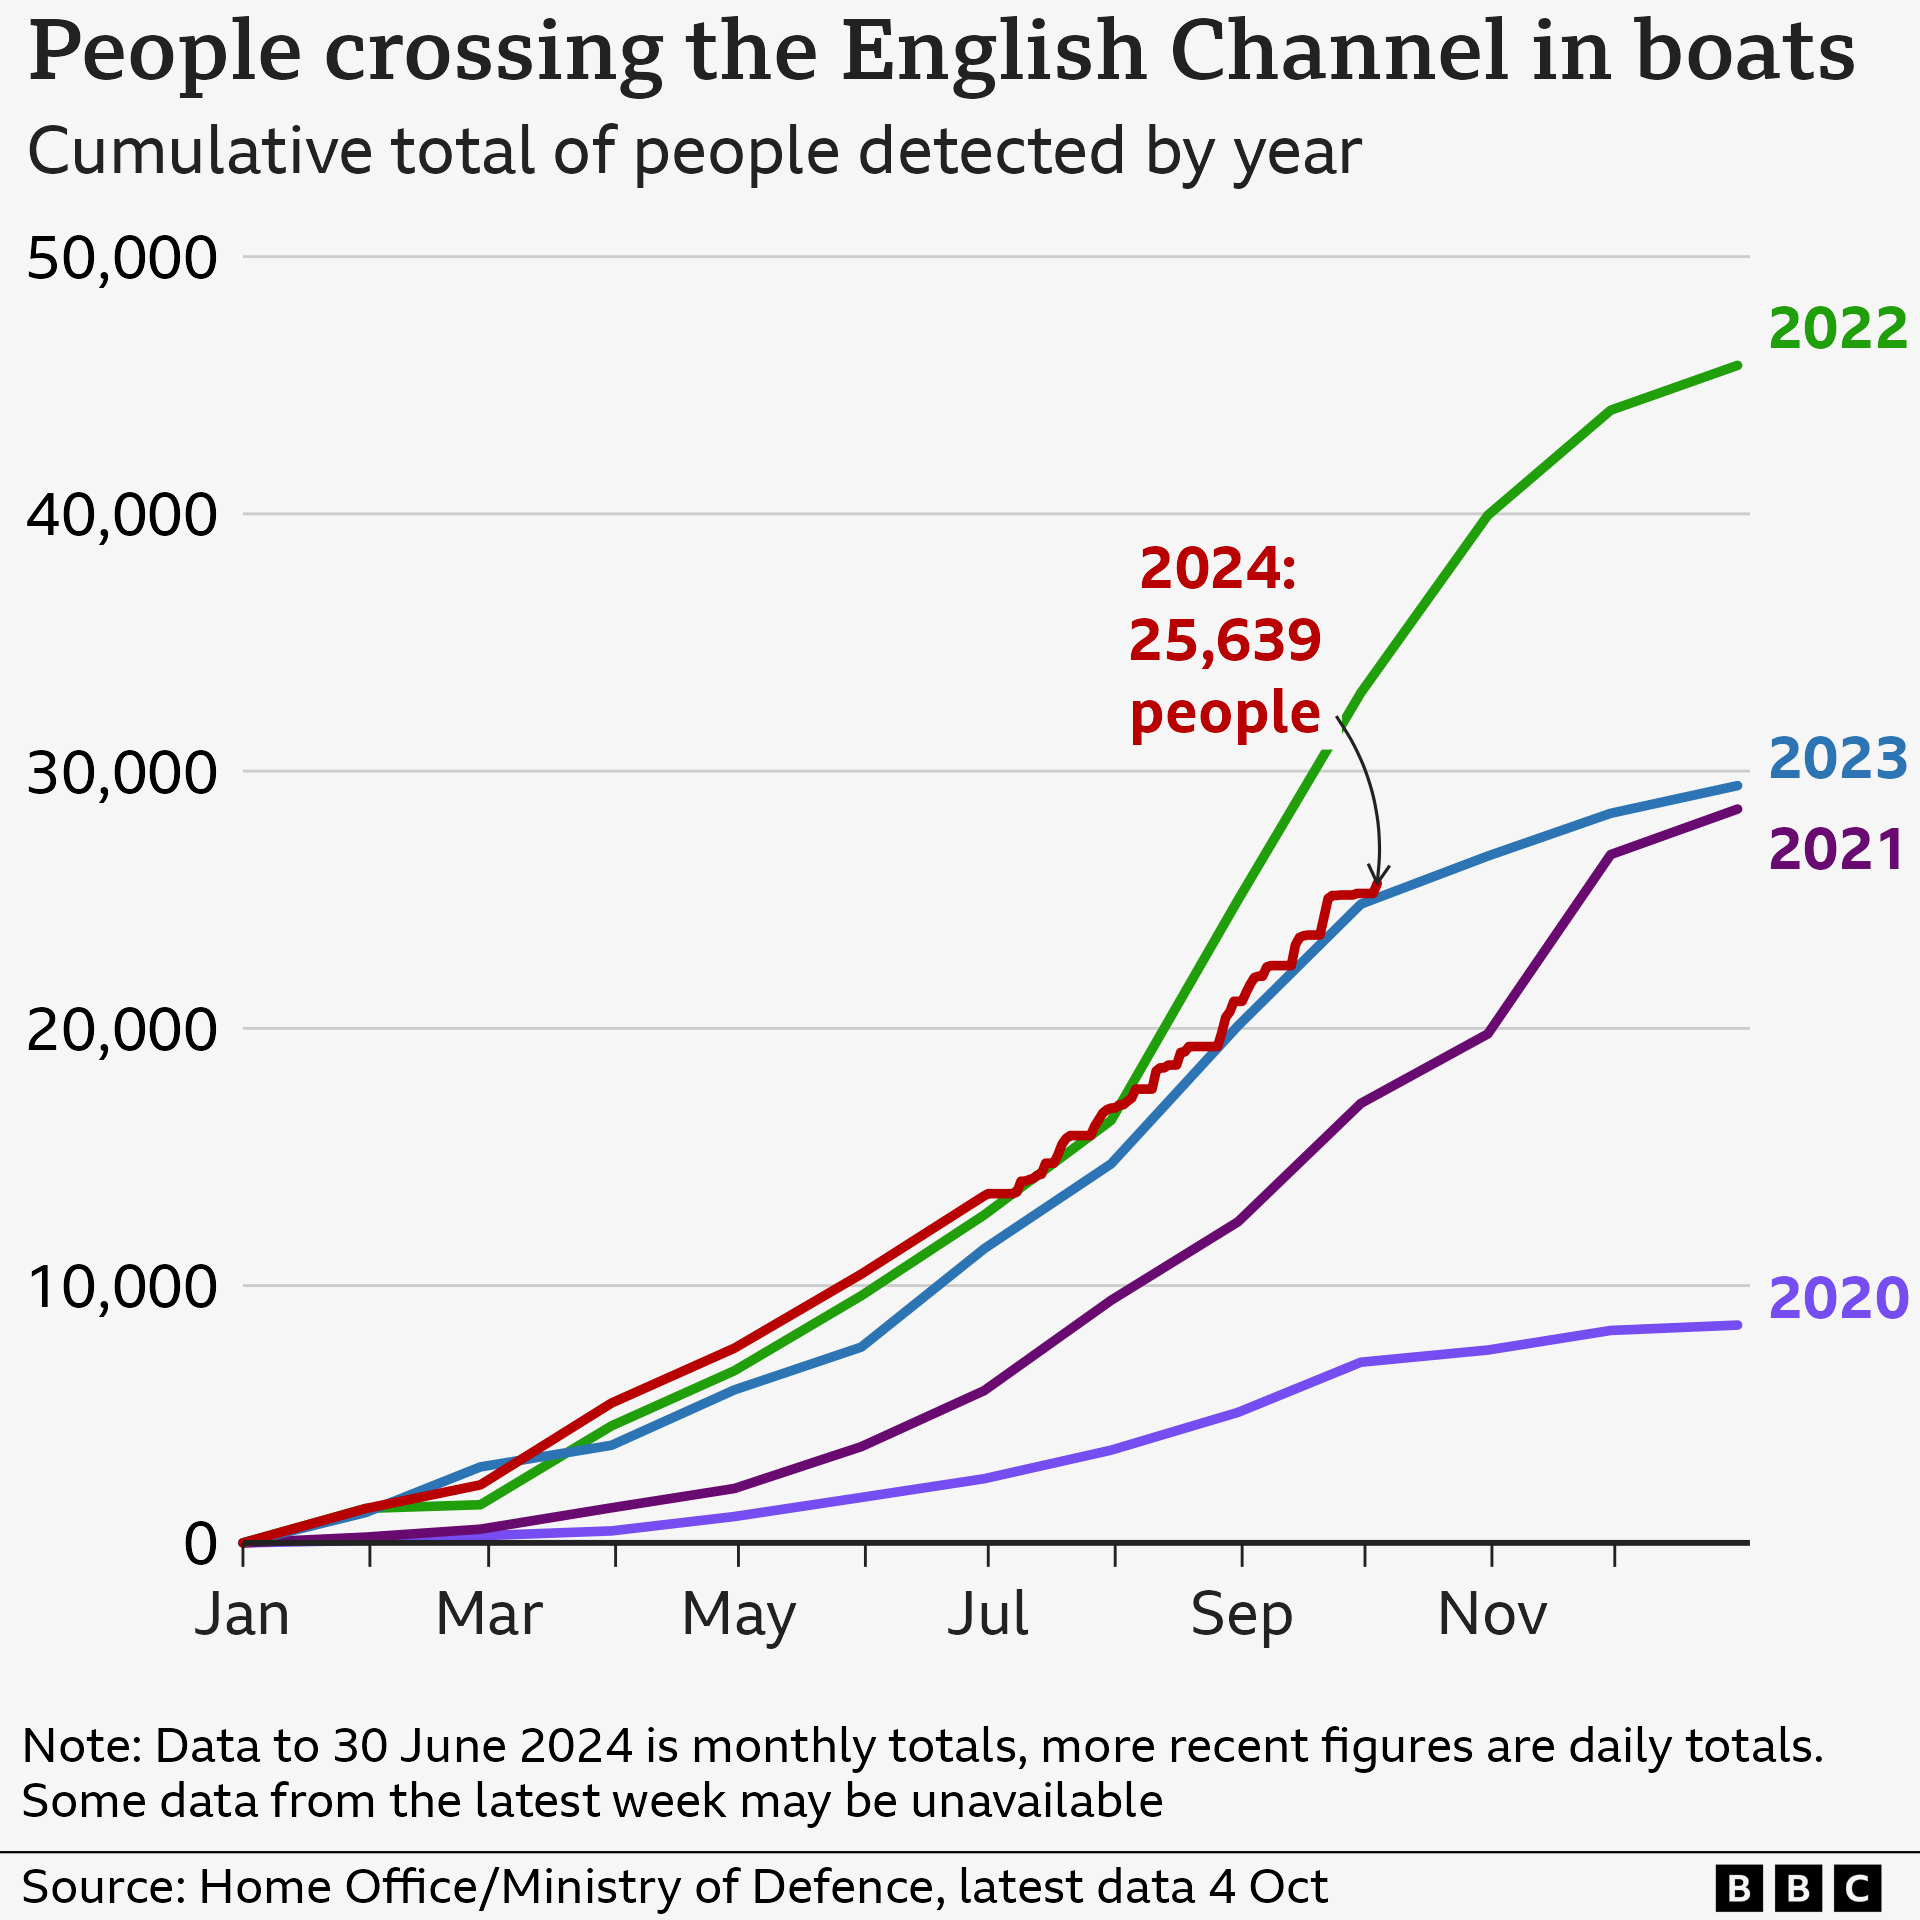 People crossing the English Channel in boats
Cumulative total of people detected by year
50,000
2022
40,000
2024:
25,639
people
30,000
2023
2021
20,000
10,000
2020
0
Jan Mar May Jul Sep Nov
Note: Data to 30 June 2024 is monthly totals, more recent figures are daily totals.
Some data from the latest week may be unavailable
Source: Home Office/Ministry of Defence, latest data 4 Oct
BBC